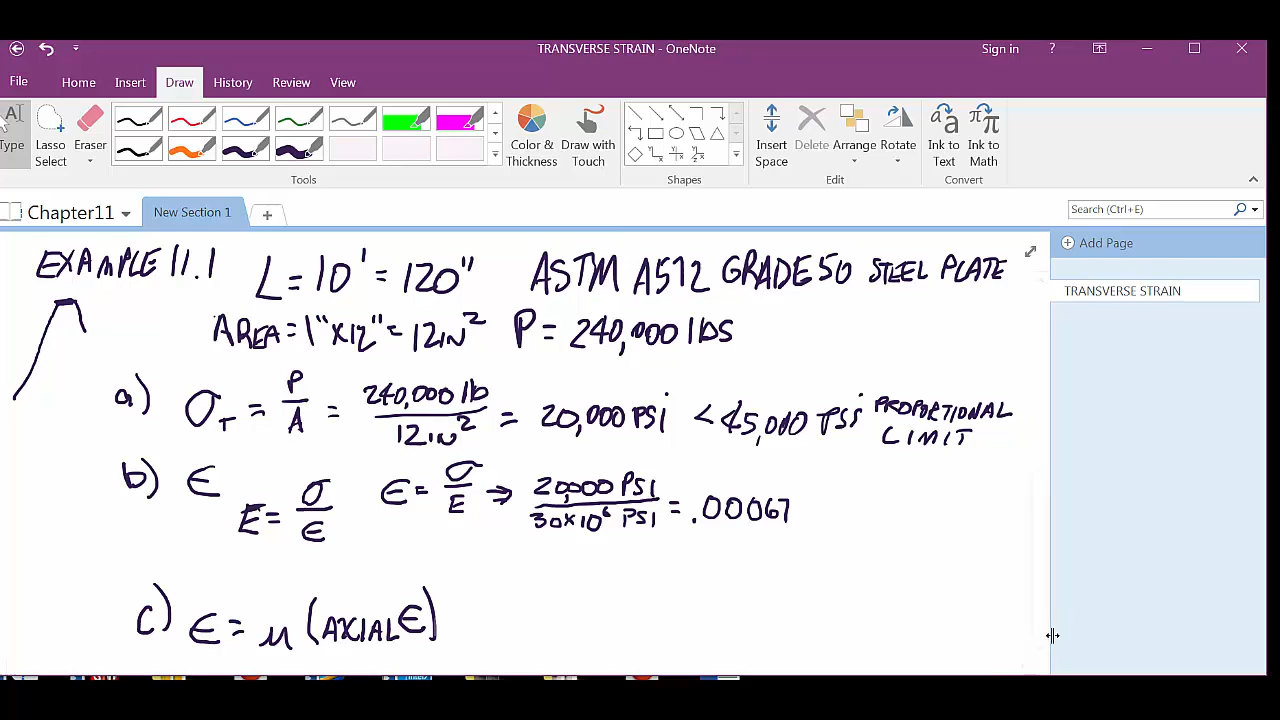 TRANSVERSE STRAIN - OneNote
Sign in ?
File Home Insert Draw History Review View
Type Lasso Select Eraser Color & Thickness Draw with Touch Insert Space Delete Arrange Rotate Ink to Text Ink to Math
Tools Shapes Edit Convert
Chapter11 New Section 1 + Search (Ctrl+E)
Add Page
TRANSVERSE STRAIN
EXAMPLE 11.1 L = 10' = 120" ASTM A572 GRADE 50 STEEL PLATE
AREA = 1" x 12" = 12 IN² P = 240,000 lbs
a) σT = P/A = 240,000 lb / 12 IN² = 20,000 PSi < 45,000 PSi PROPORTIONAL LIMIT
b) ε
E = σ/ε ε = σ/E ⇒ 20,000 PSI / 30x10⁶ PSI = .00067
c) ε = μ (AXIAL ε)